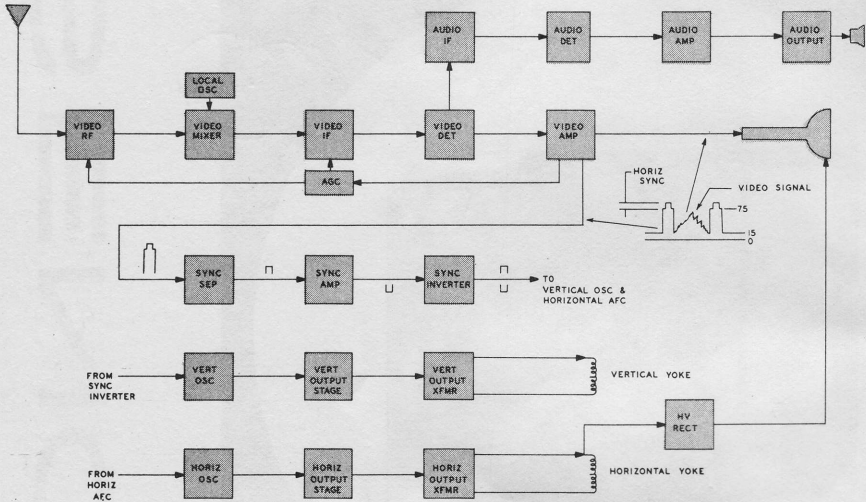 AUDIO
IF
AUDIO
DET
AUDIO
AMP
AUDIO
OUTPUT
LOCAL
OSC
VIDEO
RF
VIDEO
MIXER
VIDEO
IF
VIDEO
DET
VIDEO
AMP
AGC
HORIZ
SYNC
VIDEO SIGNAL
75
15
0
SYNC
SEP
SYNC
AMP
SYNC
INVERTER
TO
VERTICAL OSC &
HORIZONTAL AFC
FROM
SYNC
INVERTER
VERT
OSC
VERT
OUTPUT
STAGE
VERT
OUTPUT
XFMR
VERTICAL YOKE
HV
RECT
FROM
HORIZ
AFC
HORIZ
OSC
HORIZ
OUTPUT
STAGE
HORIZ
OUTPUT
XFMR
HORIZONTAL YOKE